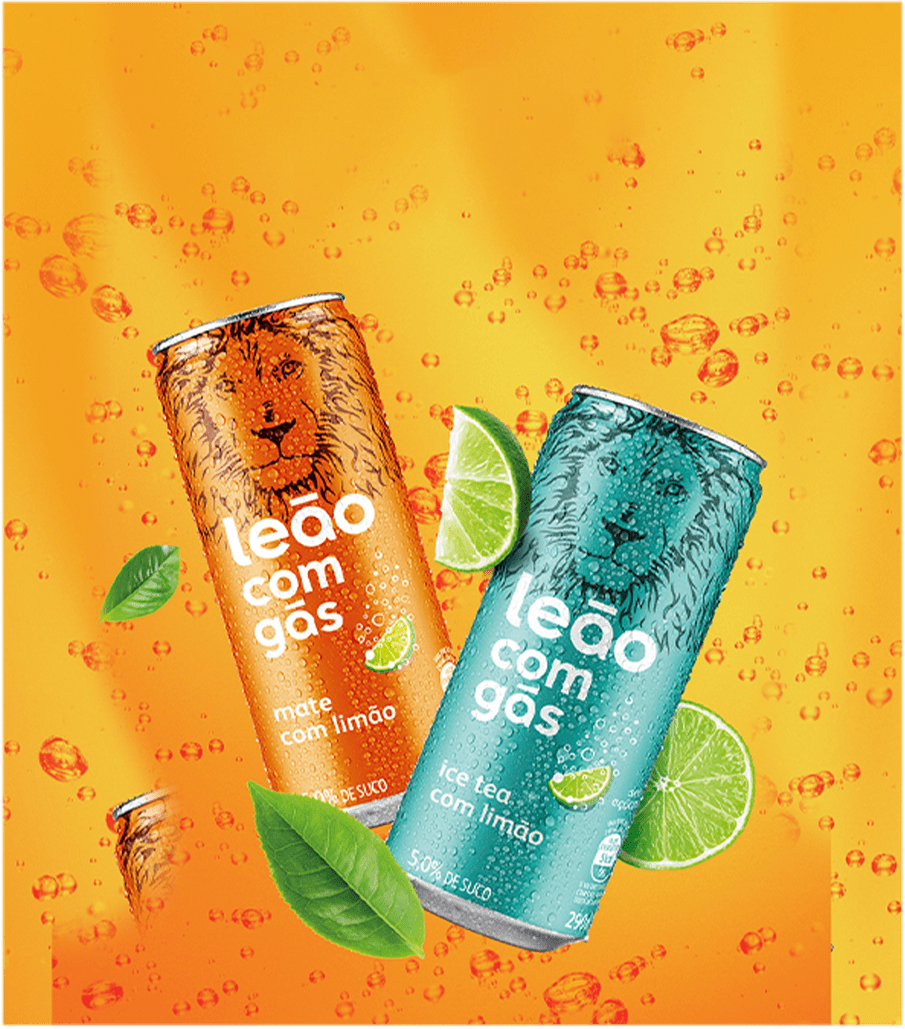 leão
com
gás
mate
com limão
0% DE SUCO
leão
com
gás
ice tea
com limão
5,0% DE SUCO